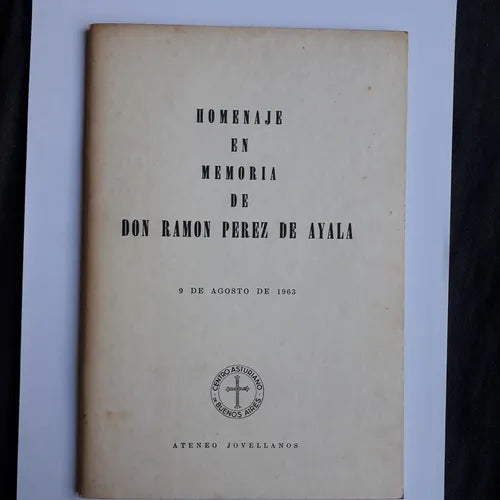 HOMENAJE
EN
MEMORIA
DE
DON RAMON PEREZ DE AYALA
9 DE AGOSTO DE 1963
CENTRO ASTURIANO
DE BUENOS AIRES
ATENEO JOVELLANOS